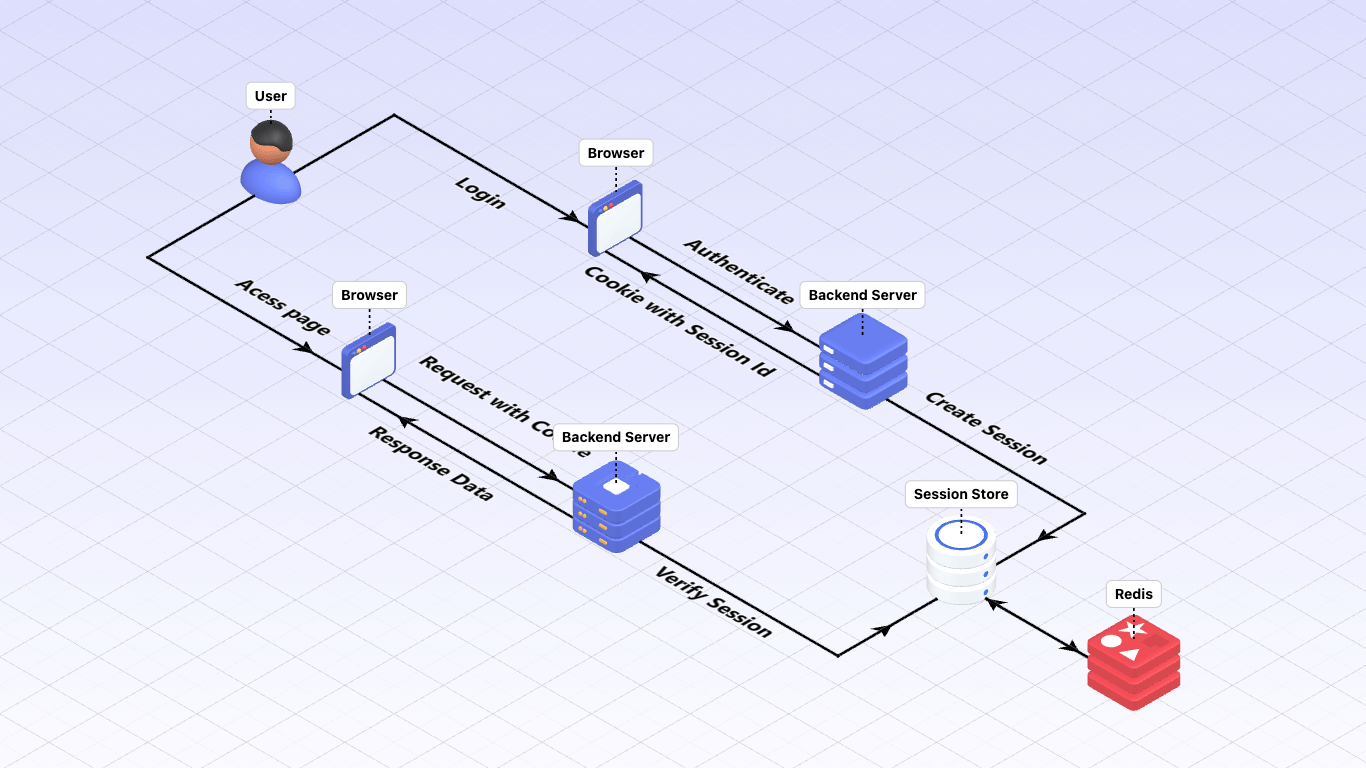 User
Browser
Login
Authenticate
Cookie with Session Id
Backend Server
Acess page
Browser
Request with
Response Data
Backend Server
Create Session
Session Store
Verify Session
Redis